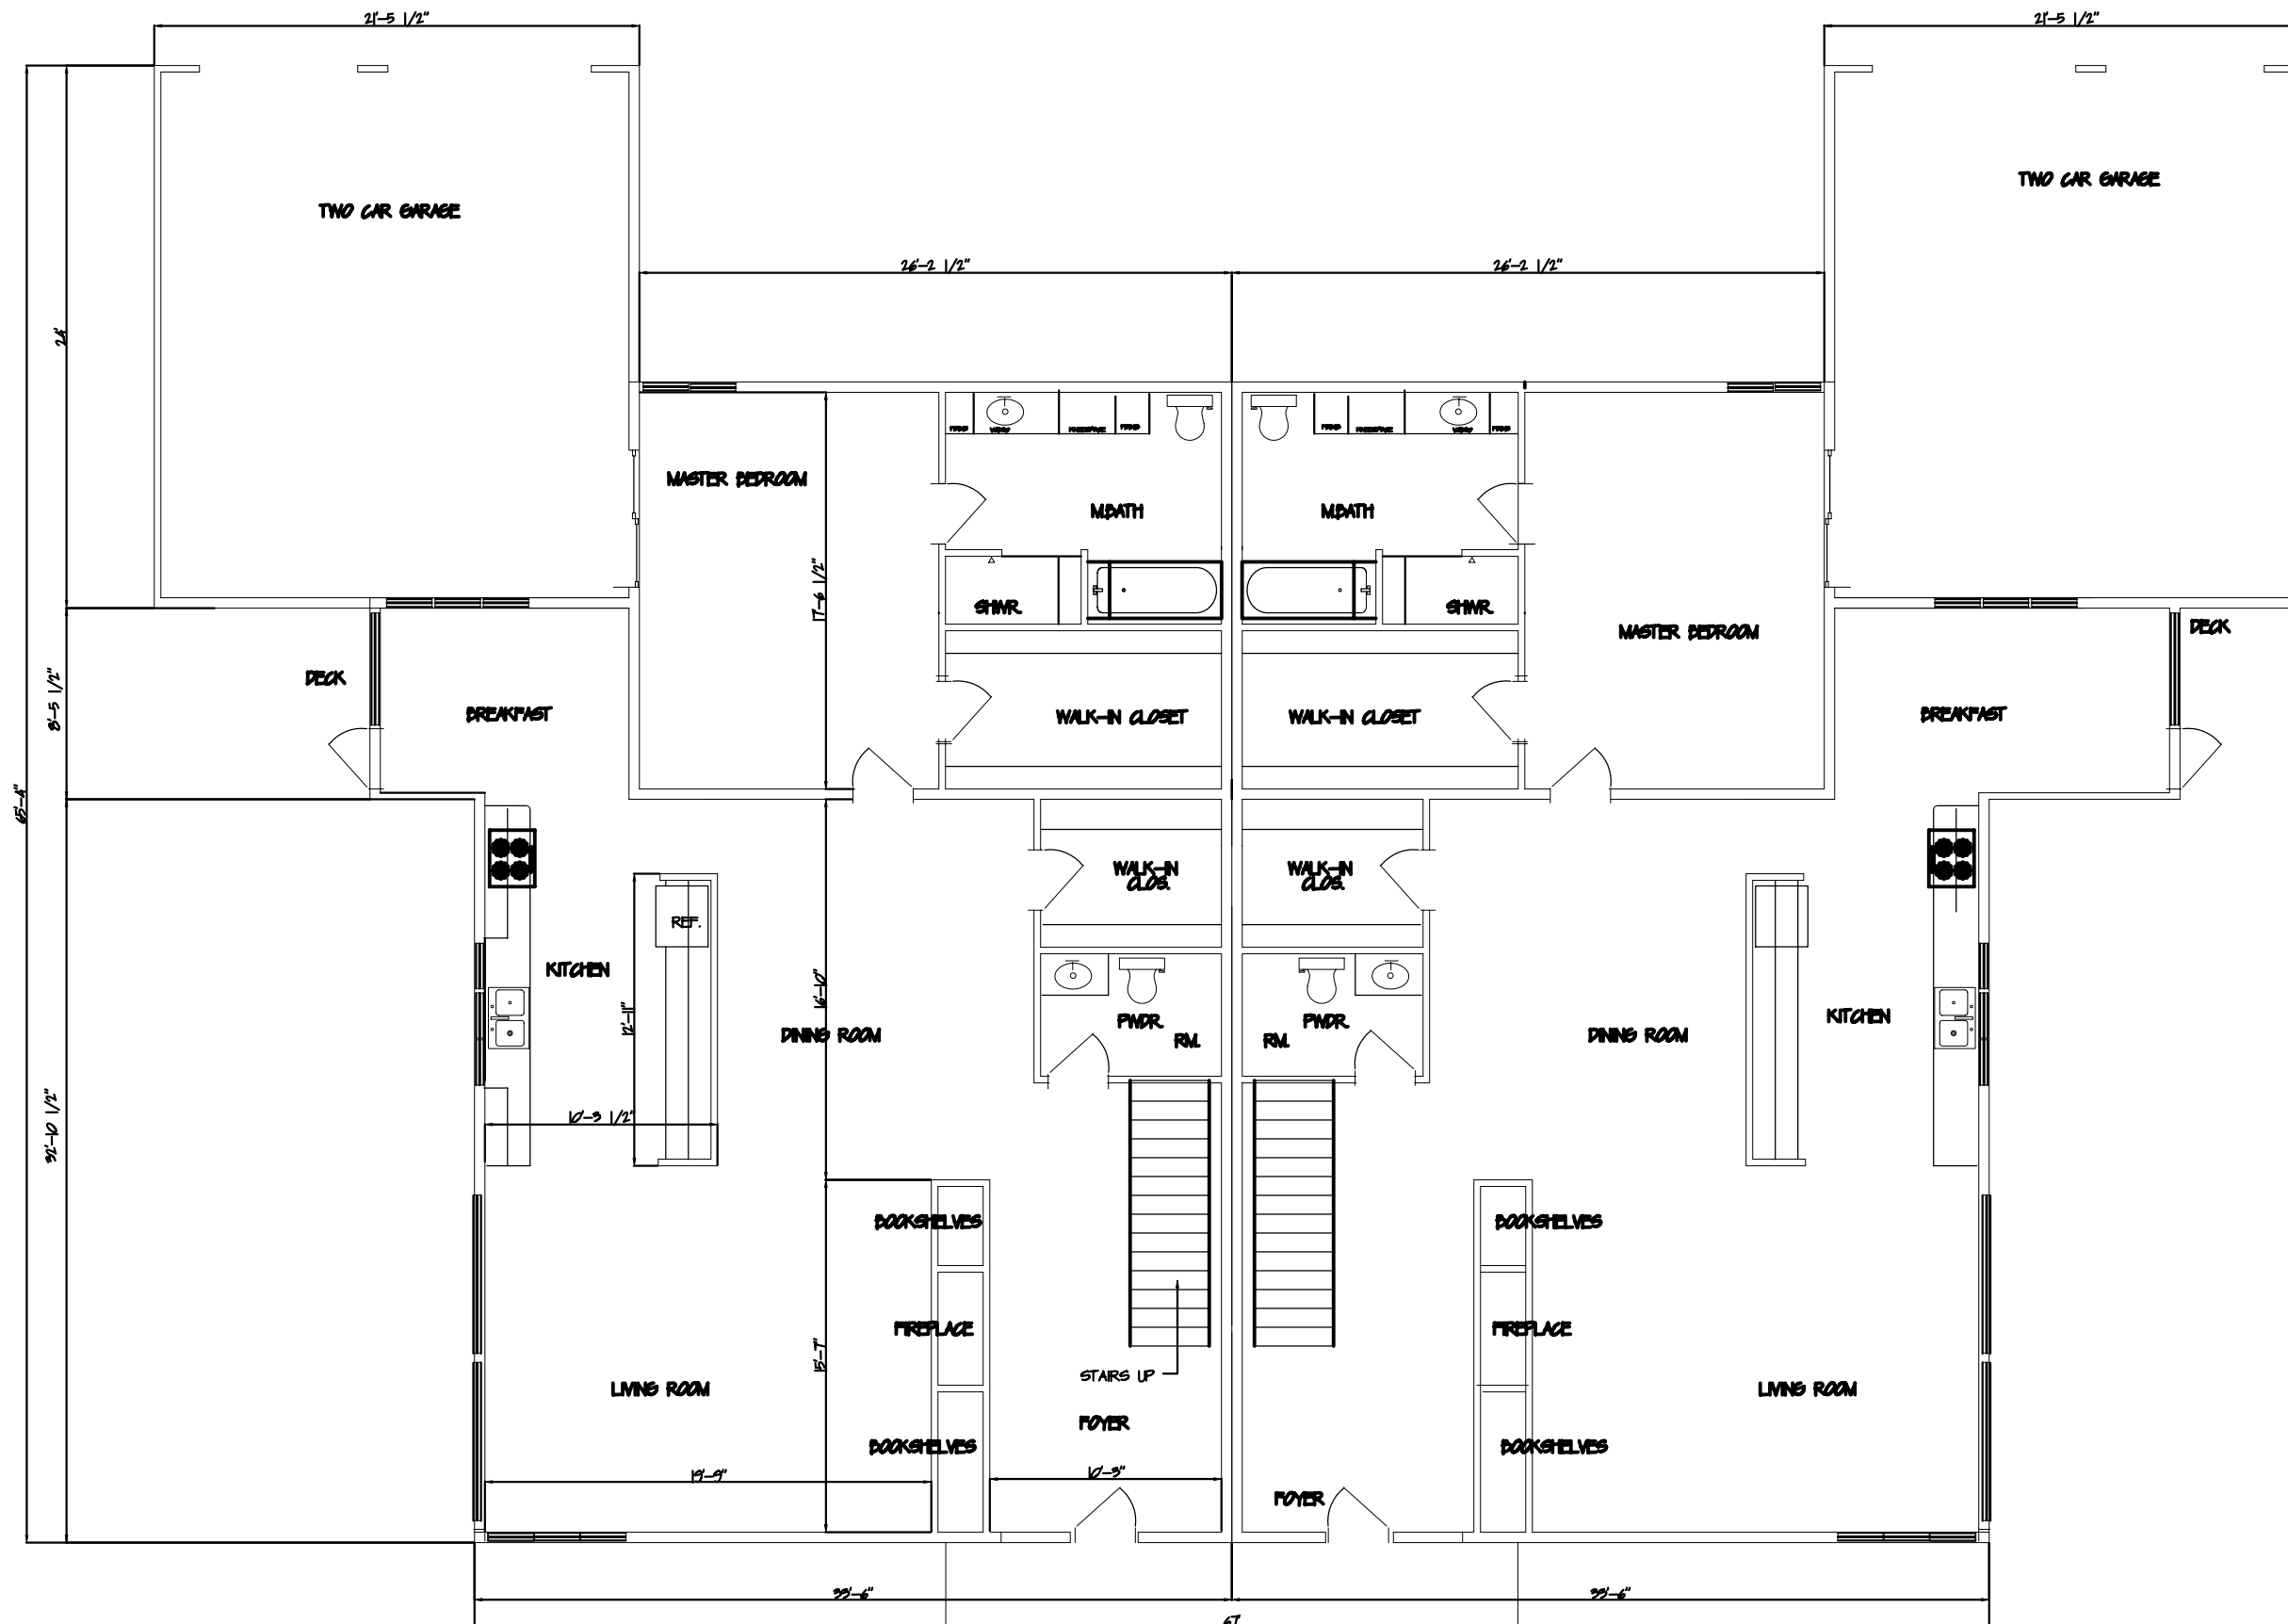 21'-5 1/2"
21'-5 1/2"
TWO CAR GARAGE
TWO CAR GARAGE
26'-2 1/2"
26'-2 1/2"
24'
MASTER BEDROOM
M.BATH
M.BATH
17'-6 1/2"
SHWR.
SHWR.
MASTER BEDROOM
DECK
DECK
8'-5 1/2"
BREAKFAST
WALK-IN CLOSET
WALK-IN CLOSET
BREAKFAST
65'-4"
WALK-IN
CLOS.
WALK-IN
CLOS.
REF.
KITCHEN
16'-10"
12'-11"
DINING ROOM
PWDR.
RM.
PWDR.
RM.
DINING ROOM
KITCHEN
32'-10 1/2"
10'-3 1/2"
BOOKSHELVES
BOOKSHELVES
FIREPLACE
FIREPLACE
15'-7"
STAIRS UP
LIVING ROOM
LIVING ROOM
FOYER
BOOKSHELVES
BOOKSHELVES
19'-9"
10'-3"
FOYER
33'-6"
33'-6"
67'